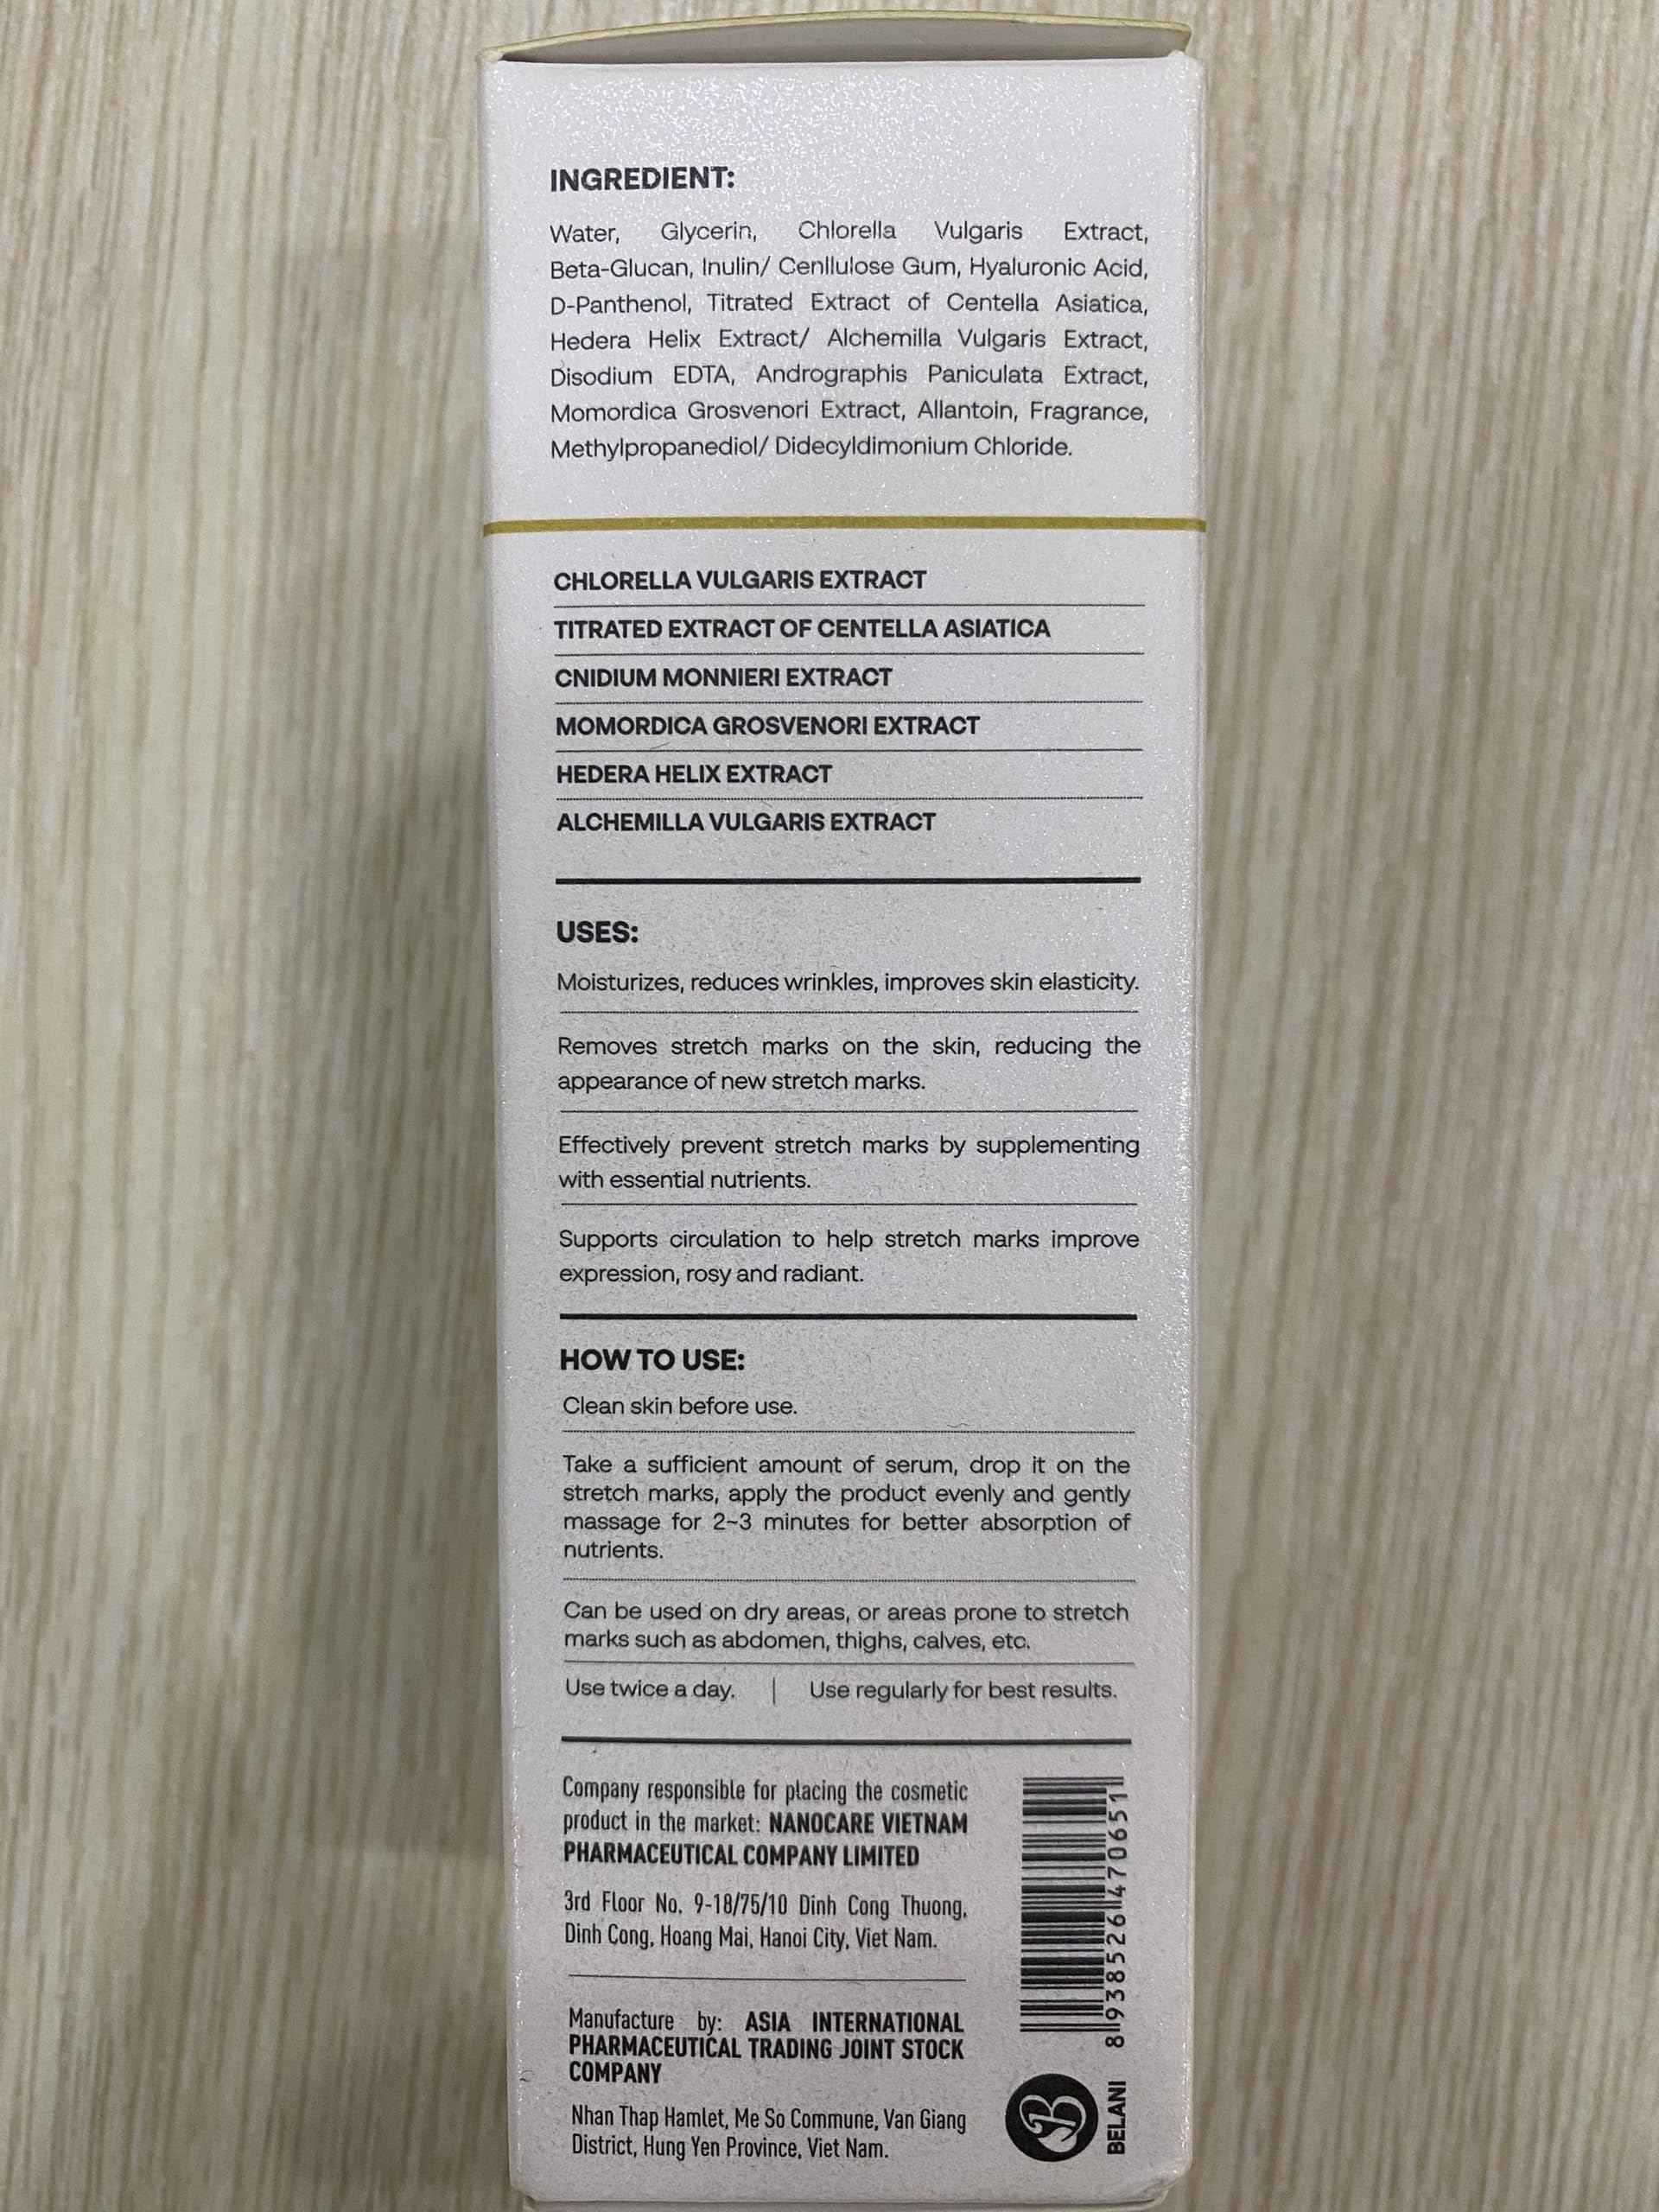 INGREDIENT:
Water, Glycerin, Chlorella Vulgaris Extract,
Beta-Glucan, Inulin/ Cenllulose Gum, Hyaluronic Acid,
D-Panthenol, Titrated Extract of Centella Asiatica,
Hedera Helix Extract/ Alchemilla Vulgaris Extract,
Disodium EDTA, Andrographis Paniculata Extract,
Momordica Grosvenori Extract, Allantoin, Fragrance,
Methylpropanediol/ Didecyldimonium Chloride.
CHLORELLA VULGARIS EXTRACT
TITRATED EXTRACT OF CENTELLA ASIATICA
CNIDIUM MONNIERI EXTRACT
MOMORDICA GROSVENORI EXTRACT
HEDERA HELIX EXTRACT
ALCHEMILLA VULGARIS EXTRACT
USES:
Moisturizes, reduces wrinkles, improves skin elasticity.
Removes stretch marks on the skin, reducing the
appearance of new stretch marks.
Effectively prevent stretch marks by supplementing
with essential nutrients.
Supports circulation to help stretch marks improve
expression, rosy and radiant.
HOW TO USE:
Clean skin before use.
Take a sufficient amount of serum, drop it on the
stretch marks, apply the product evenly and gently
massage for 2~3 minutes for better absorption of
nutrients.
Can be used on dry areas, or areas prone to stretch
marks such as abdomen, thighs, calves, etc.
Use twice a day. | Use regularly for best results.
Company responsible for placing the cosmetic
product in the market: NANOCARE VIETNAM
PHARMACEUTICAL COMPANY LIMITED
3rd Floor No. 9-18/75/10 Dinh Cong Thuong,
Dinh Cong, Hoang Mai, Hanoi City, Viet Nam.
Manufacture by: ASIA INTERNATIONAL
PHARMACEUTICAL TRADING JOINT STOCK
COMPANY
Nhan Thap Hamlet, Me So Commune, Van Giang
District, Hung Yen Province, Viet Nam.
8 938526 470651
BELANI